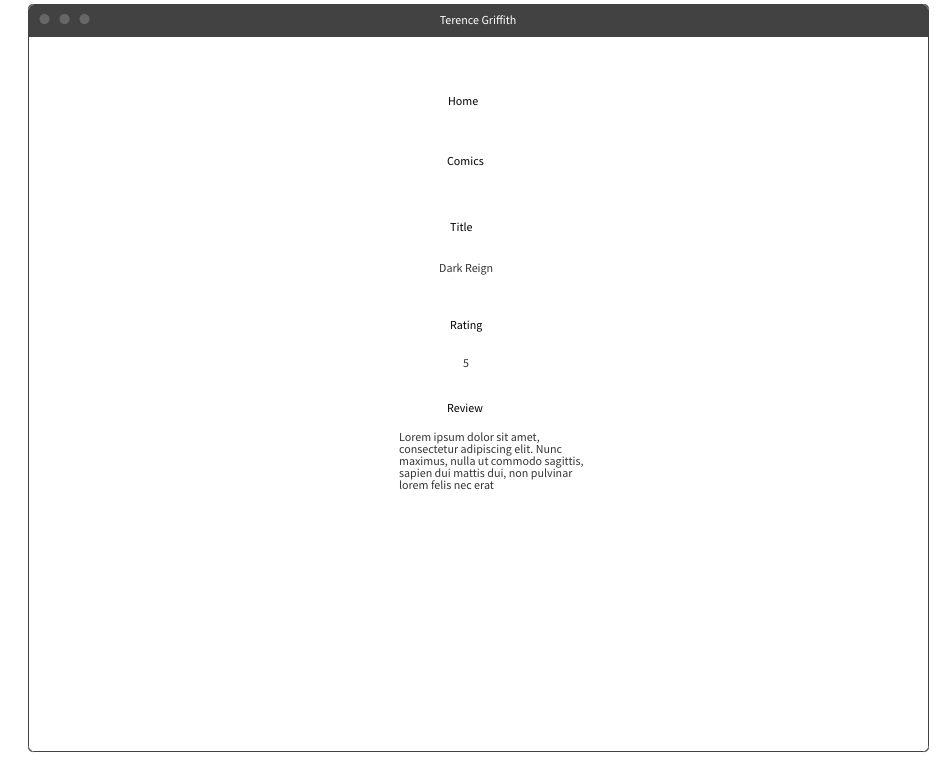 Terence Griffith
Home
Comics
Title
Dark Reign
Rating
5
Review
Lorem ipsum dolor sit amet,
consectetur adipiscing elit. Nunc
maximus, nulla ut commodo sagittis,
sapien dui mattis dui, non pulvinar
lorem felis nec erat